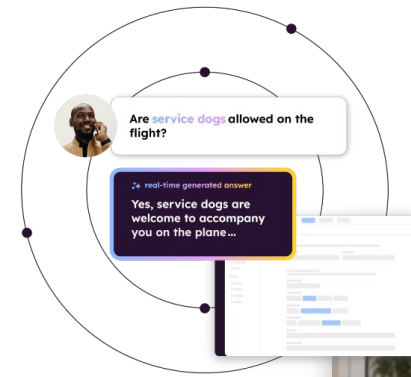 Are service dogs allowed on the
flight?
real-time generated answer
Yes, service dogs are
welcome to accompany
you on the plane...